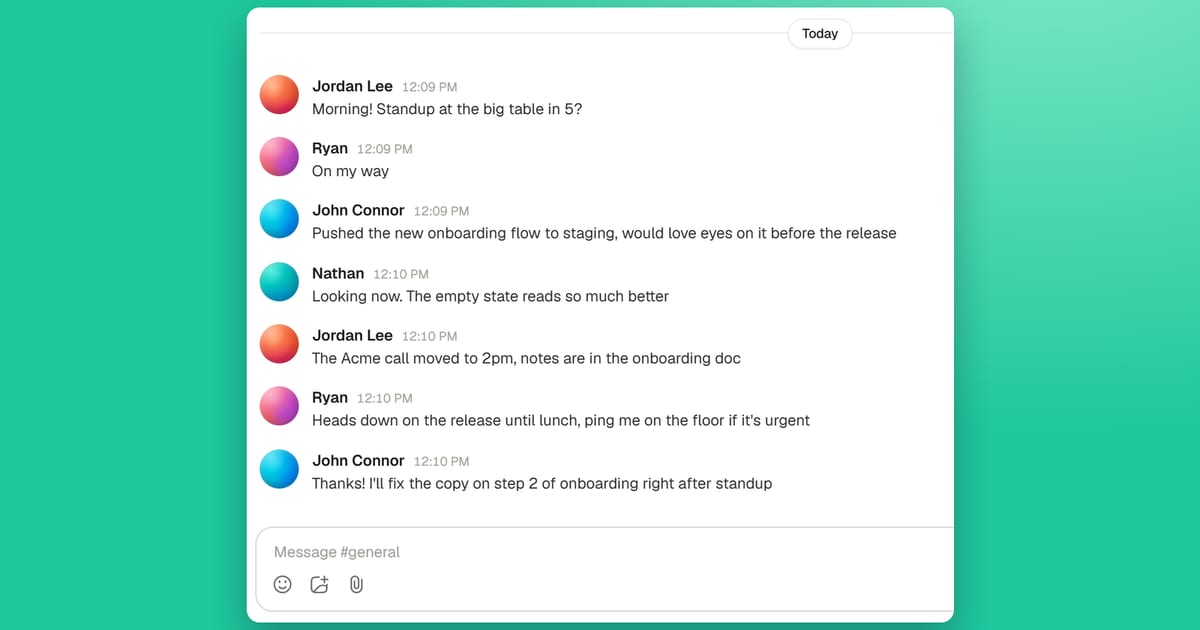 Today
Jordan Lee 12:09 PM
Morning! Standup at the big table in 5?
Ryan 12:09 PM
On my way
John Connor 12:09 PM
Pushed the new onboarding flow to staging, would love eyes on it before the release
Nathan 12:10 PM
Looking now. The empty state reads so much better
Jordan Lee 12:10 PM
The Acme call moved to 2pm, notes are in the onboarding doc
Ryan 12:10 PM
Heads down on the release until lunch, ping me on the floor if it's urgent
John Connor 12:10 PM
Thanks! I'll fix the copy on step 2 of onboarding right after standup
Message #general